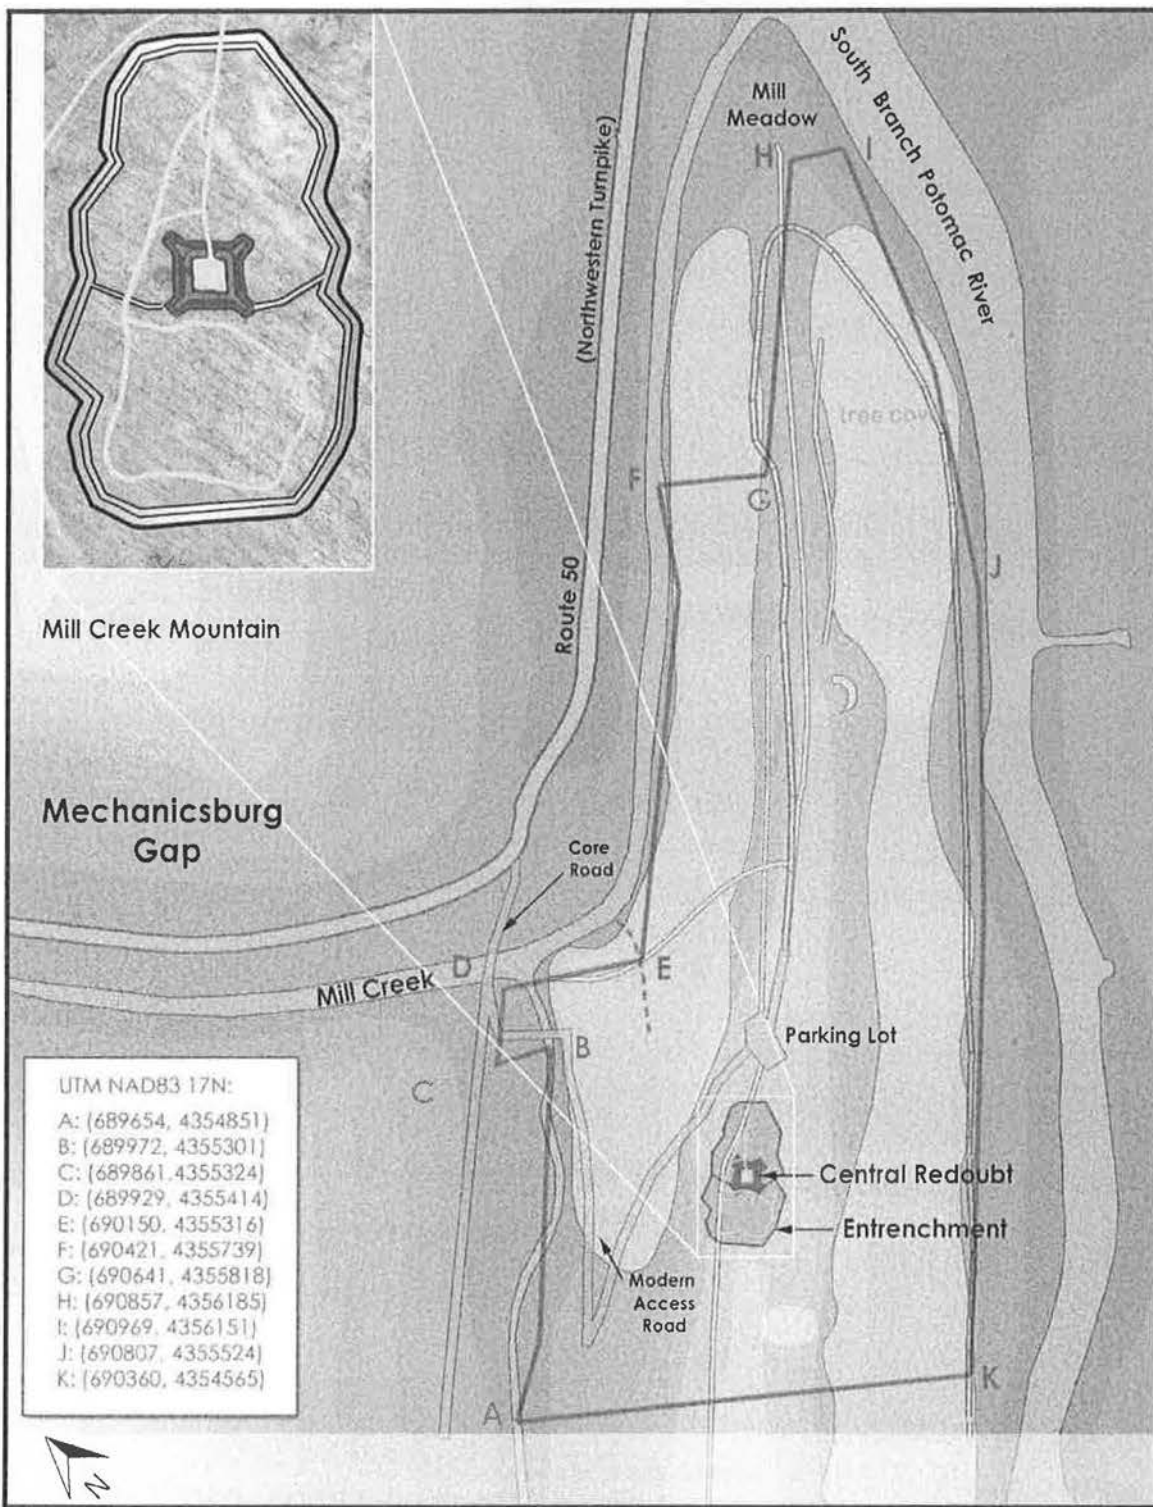 South Branch Potomac River
Mill
Meadow
H
I
(Northwestern Turnpike)
tree cover
F
G
Route 50
J
Mill Creek Mountain
Mechanicsburg
Gap
Core
Road
D
E
Mill Creek
B
Parking Lot
C
UTM NAD83 17N:
A: (689654, 4354851)
B: (689972, 4355301)
C: (689861,4355324)
D: (689929, 4355414)
E: (690150, 4355316)
F: (690421, 4355739)
G: (690641, 4355818)
H: (690857, 4356185)
I: (690969, 4356151)
J: (690807, 4355524)
K: (690360, 4354565)
Central Redoubt
Entrenchment
Modern
Access
Road
K
A
N